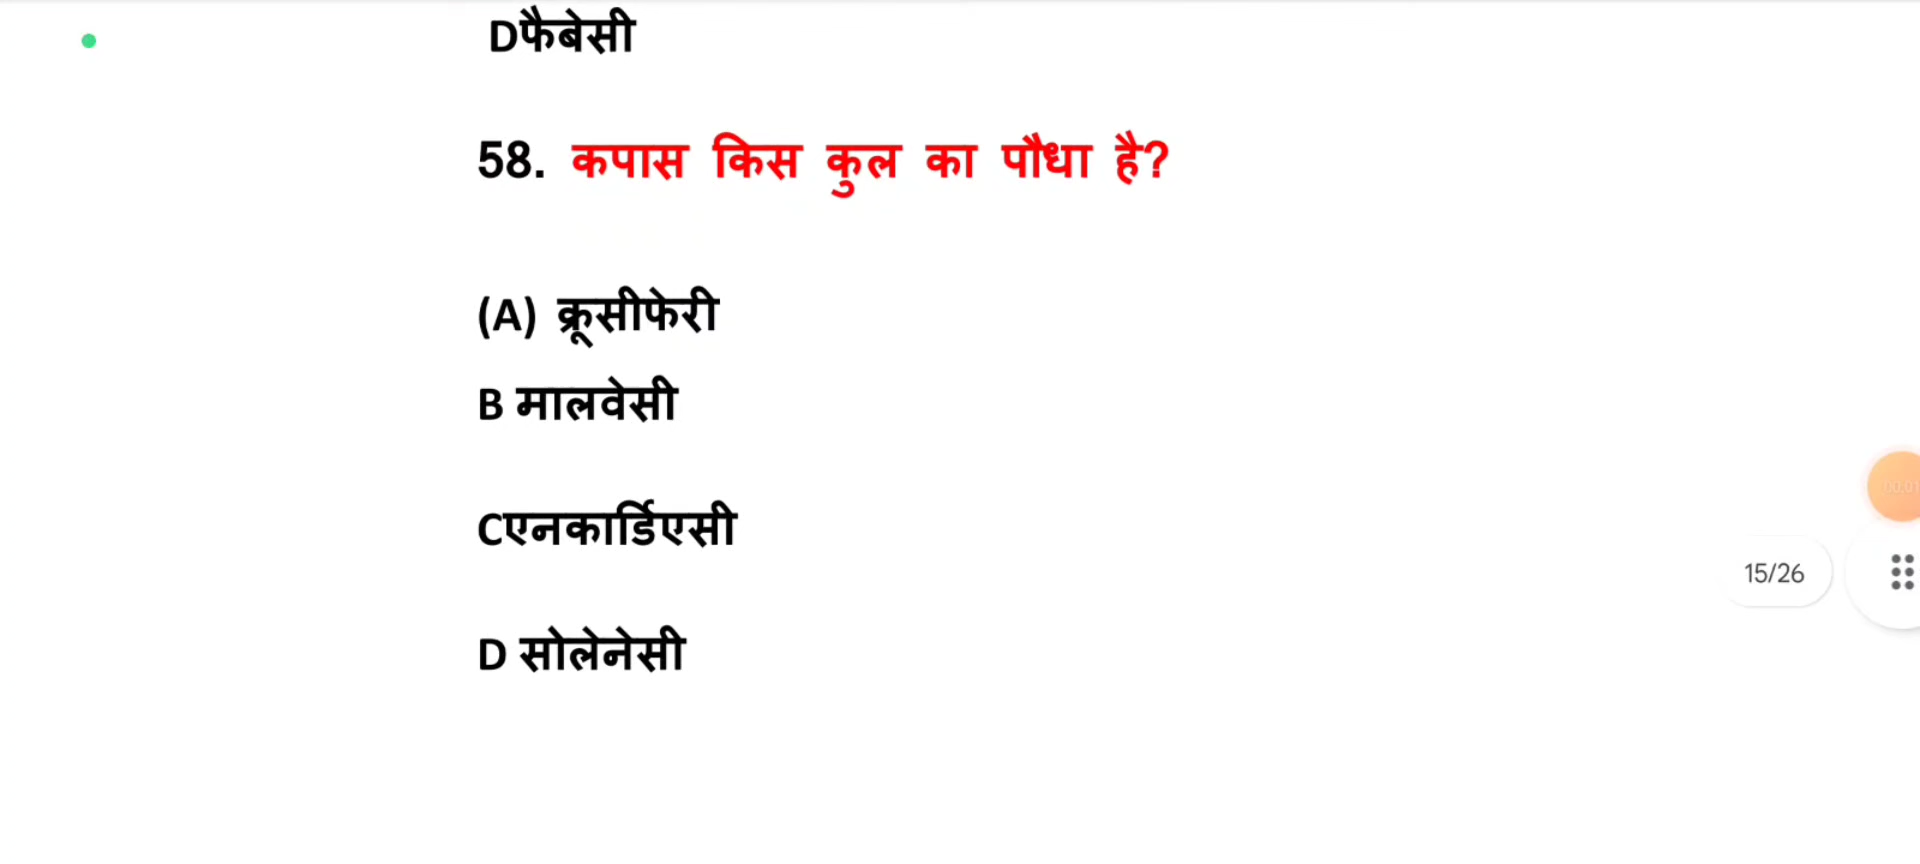 Dफैबेसी
58. कपास किस कुल का पौधा है?
(A) क्रूसीफेरी
B मालवेसी
Cएनकार्डिएसी
15/26
D सोलेनेसी